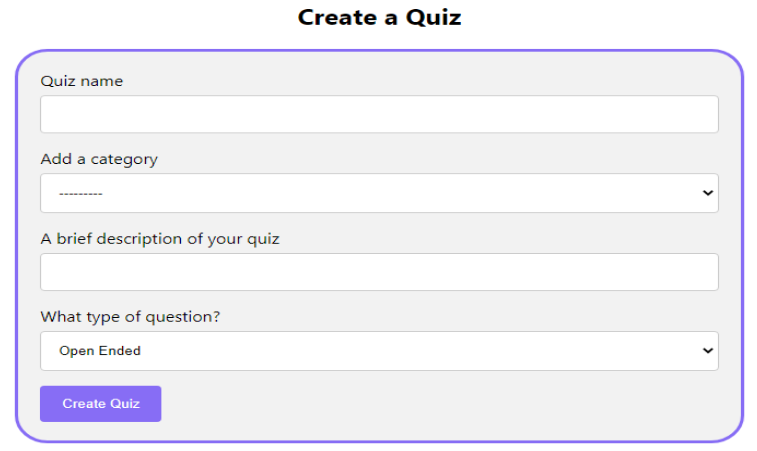 Create a Quiz
Quiz name
Add a category
---------
A brief description of your quiz
What type of question?
Open Ended
Create Quiz